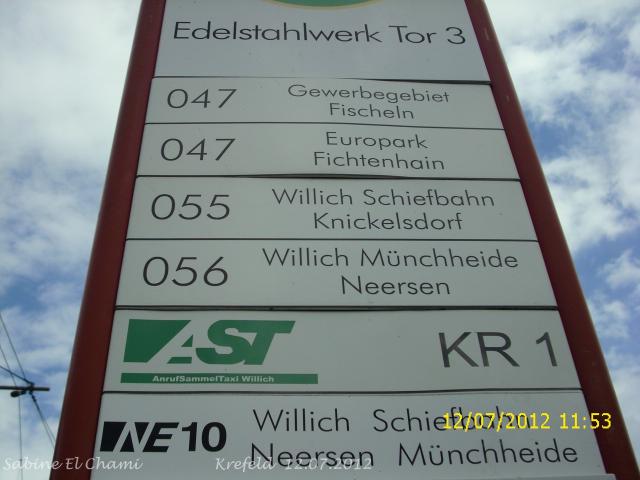 Edelstahlwerk Tor 3
047 Gewerbegebiet
Fischeln
047 Europark
Fichtenhain
055 Willich Schiefbahn
Knickelsdorf
056 Willich Münchheide
Neersen
AST KR 1
AnrufSammelTaxi Willich
NE10 Willich Schiefbahn
Neersen Münchheide
12/07/2012 11:53
Sabine El Chami Krefeld 12.07.2012